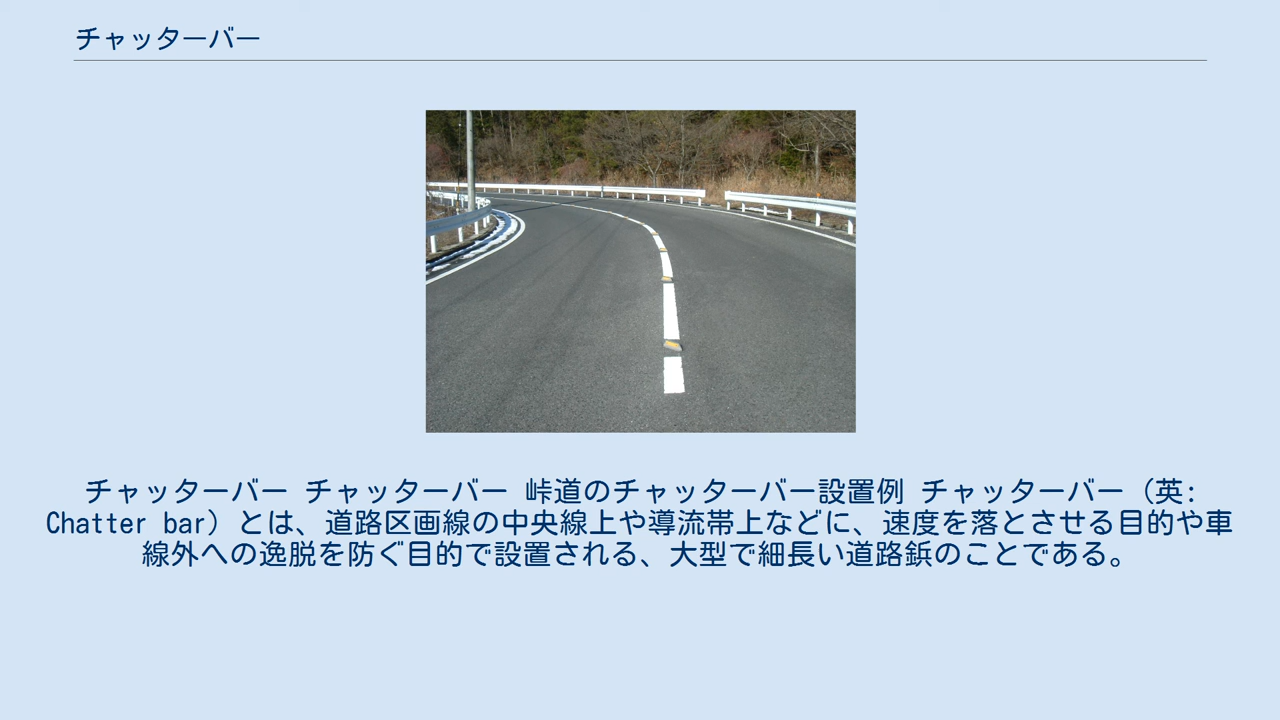 チャッターバー
チャッターバー チャッターバー 峠道のチャッターバー設置例 チャッターバー（英:
Chatter bar）とは、道路区画線の中央線上や導流帯上などに、速度を落とさせる目的や車
線外への逸脱を防ぐ目的で設置される、大型で細長い道路鋲のことである。